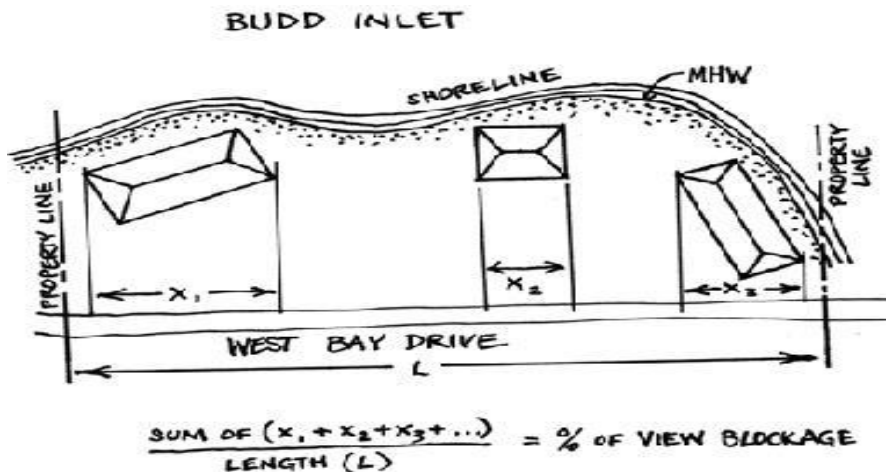 BUDD INLET
SHORELINE
MHW
PROPERTY LINE
PROPERTY
LINE
X₁
X₂
X₃
WEST BAY DRIVE
L
SUM OF (X₁ + X₂ + X₃ + ...)
LENGTH (L)
= % OF VIEW BLOCKAGE